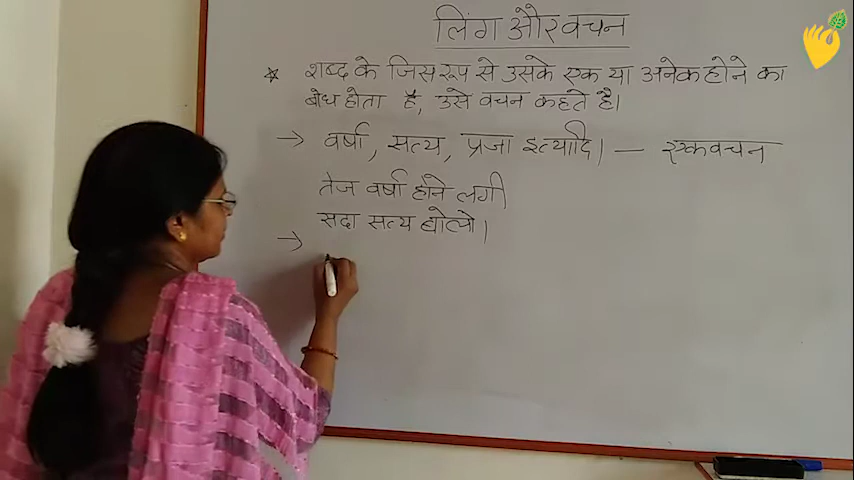 लिंग और वचन
* शब्द के जिस रूप से उसके एक या अनेक होने का
बोध होता है, उसे वचन कहते है।
→ वर्षा, सत्य, प्रजा इत्यादि। — एकवचन
तेज वर्षा होने लगी
सदा सत्य बोलो।
→